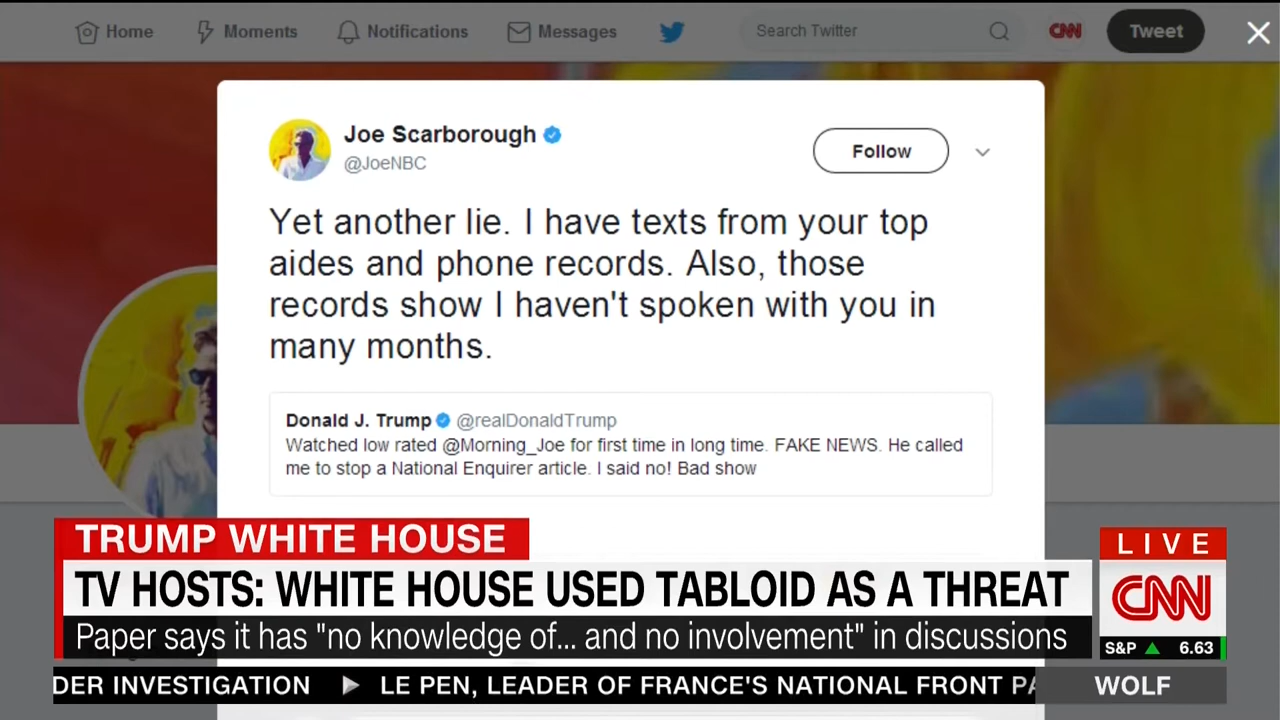 Home Moments Notifications Messages Search Twitter CNN Tweet
Joe Scarborough
@JoeNBC
Follow
Yet another lie. I have texts from your top
aides and phone records. Also, those
records show I haven't spoken with you in
many months.
Donald J. Trump @realDonaldTrump
Watched low rated @Morning_Joe for first time in long time. FAKE NEWS. He called
me to stop a National Enquirer article. I said no! Bad show
TRUMP WHITE HOUSE
TV HOSTS: WHITE HOUSE USED TABLOID AS A THREAT
Paper says it has "no knowledge of... and no involvement" in discussions
LIVE
CNN
S&P 6.63
DER INVESTIGATION LE PEN, LEADER OF FRANCE'S NATIONAL FRONT PA
WOLF